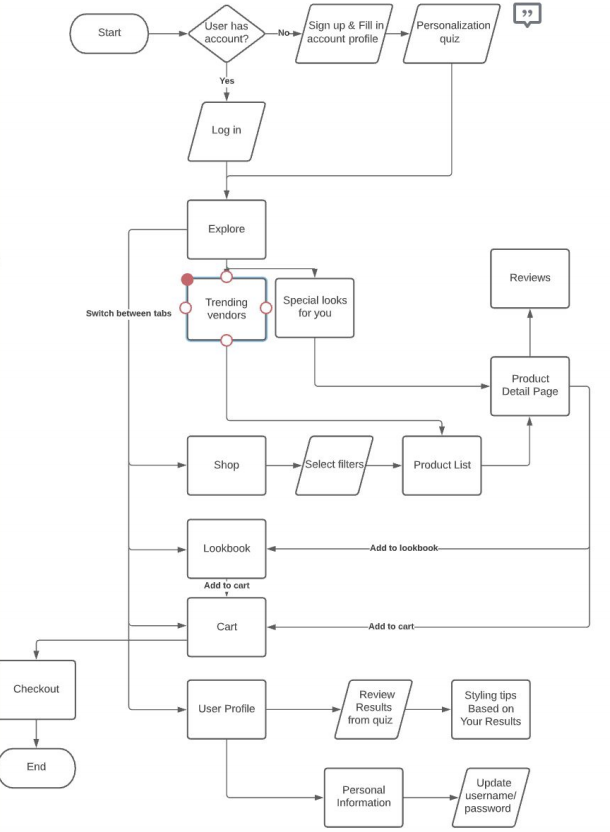 Start
User has
account?
No
Sign up & Fill in
account profile
Personalization
quiz
Yes
Log in
Explore
Switch between tabs
Trending
vendors
Special looks
for you
Reviews
Product
Detail Page
Shop
Select filters
Product List
Lookbook
Add to lookbook
Add to cart
Cart
Add to cart
Checkout
End
User Profile
Review
Results
from quiz
Styling tips
Based on
Your Results
Personal
Information
Update
username/
password